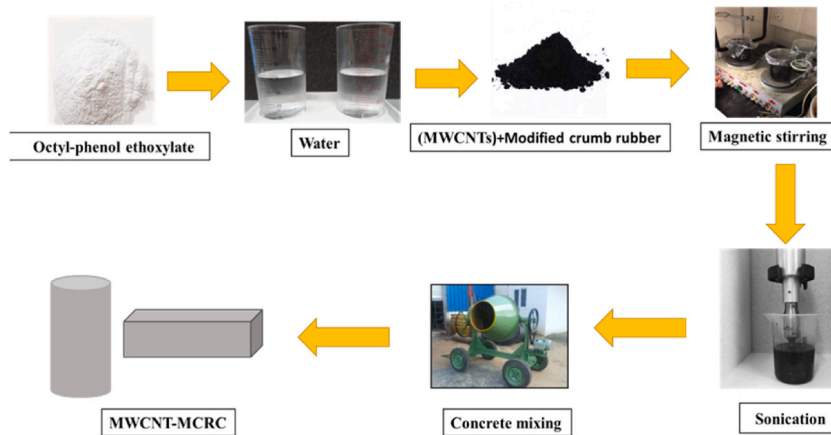 Octyl-phenol ethoxylate
Water
(MWCNTs)+Modified crumb rubber
Magnetic stirring
MWCNT-MCRC
Concrete mixing
Sonication